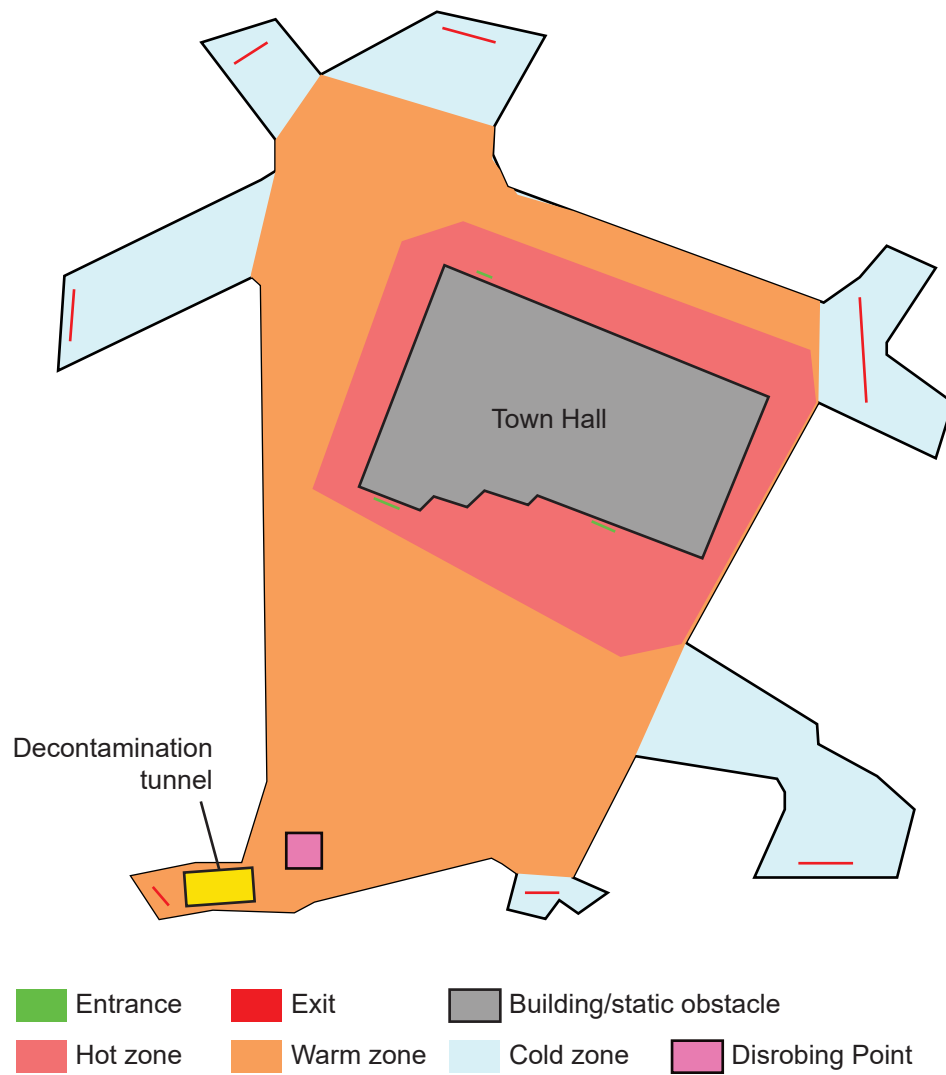 Town Hall
Decontamination
tunnel
Entrance
Exit
Building/static obstacle
Hot zone
Warm zone
Cold zone
Disrobing Point